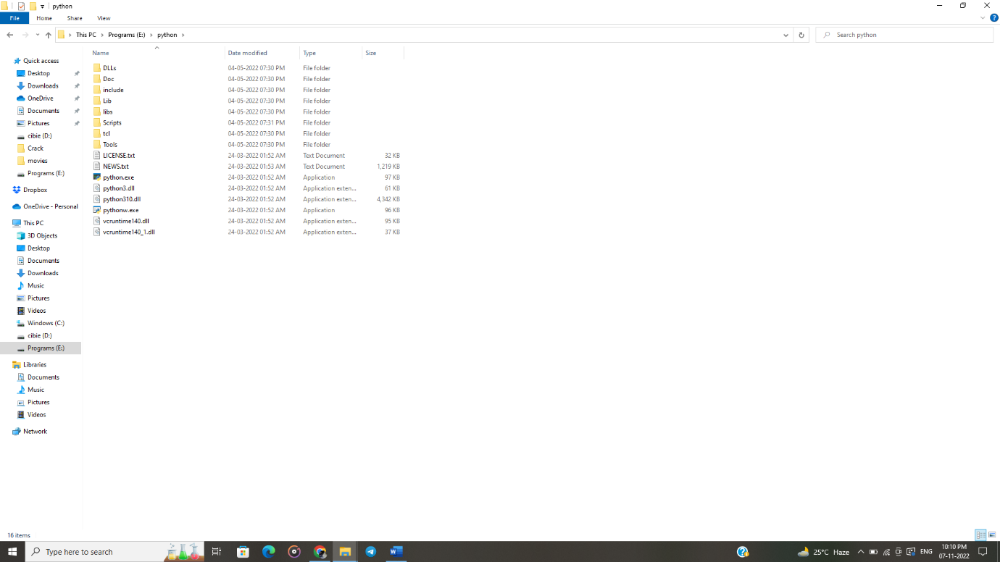 python
File Home Share View
This PC Programs (E:) python
Search python
Name Date modified Type Size
Quick access
Desktop
Downloads
OneDrive
Documents
Pictures
cibie (D:)
Crack
movies
Programs (E:)
Dropbox
OneDrive - Personal
This PC
3D Objects
Desktop
Documents
Downloads
Music
Pictures
Videos
Windows (C:)
cibie (D:)
Programs (E:)
Libraries
Documents
Music
Pictures
Videos
Network
DLLs 04-05-2022 07:30 PM File folder
Doc 04-05-2022 07:30 PM File folder
include 04-05-2022 07:30 PM File folder
Lib 04-05-2022 07:30 PM File folder
libs 04-05-2022 07:30 PM File folder
Scripts 04-05-2022 07:31 PM File folder
tcl 04-05-2022 07:30 PM File folder
Tools 04-05-2022 07:30 PM File folder
LICENSE.txt 24-03-2022 01:52 AM Text Document 32 KB
NEWS.txt 24-03-2022 01:53 AM Text Document 1,219 KB
python.exe 24-03-2022 01:52 AM Application 97 KB
python3.dll 24-03-2022 01:52 AM Application exten... 61 KB
python310.dll 24-03-2022 01:52 AM Application exten... 4,342 KB
pythonw.exe 24-03-2022 01:52 AM Application 96 KB
vcruntime140.dll 24-03-2022 01:52 AM Application exten... 95 KB
vcruntime140_1.dll 24-03-2022 01:52 AM Application exten... 37 KB
16 items
Type here to search
25°C Haze
ENG
10:10 PM
07-11-2022